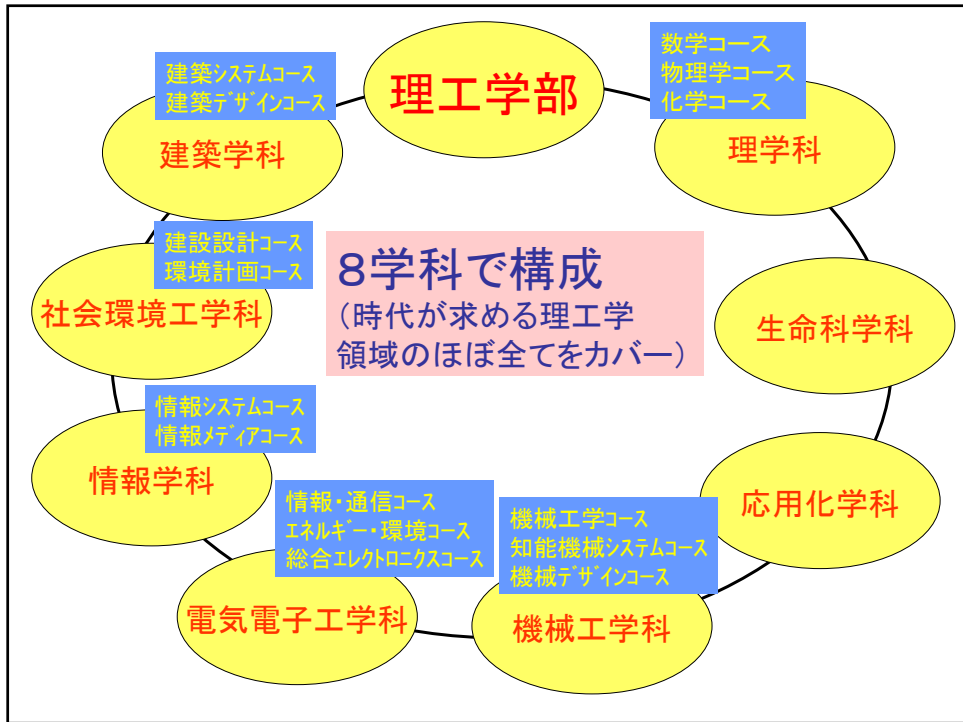 理工学部
数学コース
物理学コース
化学コース
理学科
生命科学科
応用化学科
機械工学コース
知能機械システムコース
機械デザインコース
機械工学科
情報・通信コース
エネルギー・環境コース
総合エレクトロニクスコース
電気電子工学科
情報システムコース
情報メディアコース
情報学科
建設設計コース
環境計画コース
社会環境工学科
建築システムコース
建築デザインコース
建築学科
8学科で構成
(時代が求める理工学
領域のほぼ全てをカバー)